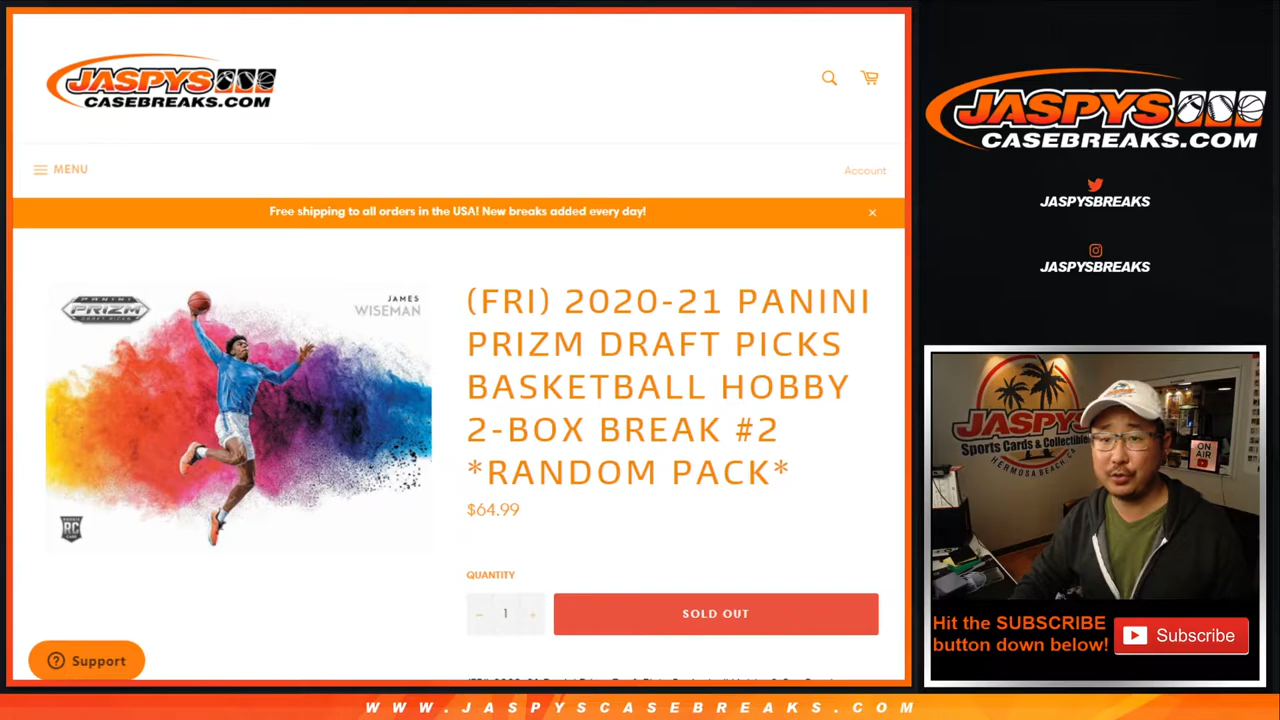 JASPYS
CASEBREAKS.COM
MENU
Account
Free shipping to all orders in the USA! New breaks added every day!
×
PANINI
PRIZM
DRAFT PICKS
JAMES
WISEMAN
RC
(FRI) 2020-21 PANINI
PRIZM DRAFT PICKS
BASKETBALL HOBBY
2-BOX BREAK #2
*RANDOM PACK*
$64.99
QUANTITY
− 1 +
SOLD OUT
Support
JASPYS
CASEBREAKS.COM
JASPYSBREAKS
JASPYSBREAKS
JASPYS
Sports Cards & Collectibles
HERMOSA BEACH, CA
ON
AIR
Hit the SUBSCRIBE
button down below!
Subscribe
WWW.JASPYSCASEBREAKS.COM